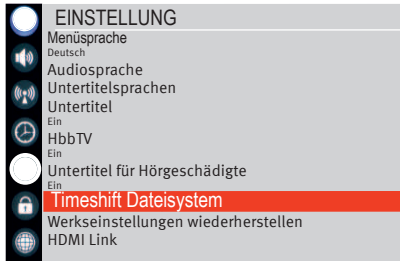 EINSTELLUNG
Menüsprache
Deutsch
Audiosprache
Untertitelsprachen
Untertitel
Ein
HbbTV
Ein
Untertitel für Hörgeschädigte
Ein
Timeshift Dateisystem
Werkseinstellungen wiederherstellen
HDMI Link